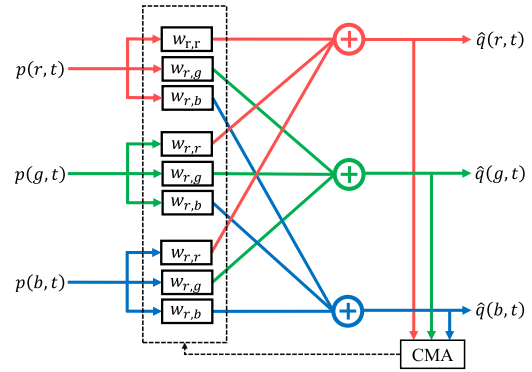 w_{r,r}
q̂(r,t)
p(r,t)
w_{r,g}
w_{r,b}
w_{r,r}
p(g,t)
w_{r,g}
q̂(g,t)
w_{r,b}
w_{r,r}
p(b,t)
w_{r,g}
w_{r,b}
q̂(b,t)
CMA